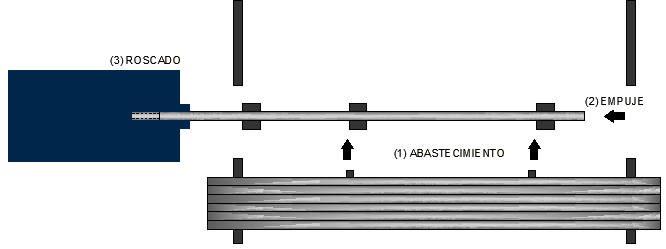 (3) ROSCADO
(2) EMPUJE
(1) ABASTECIMIENTO